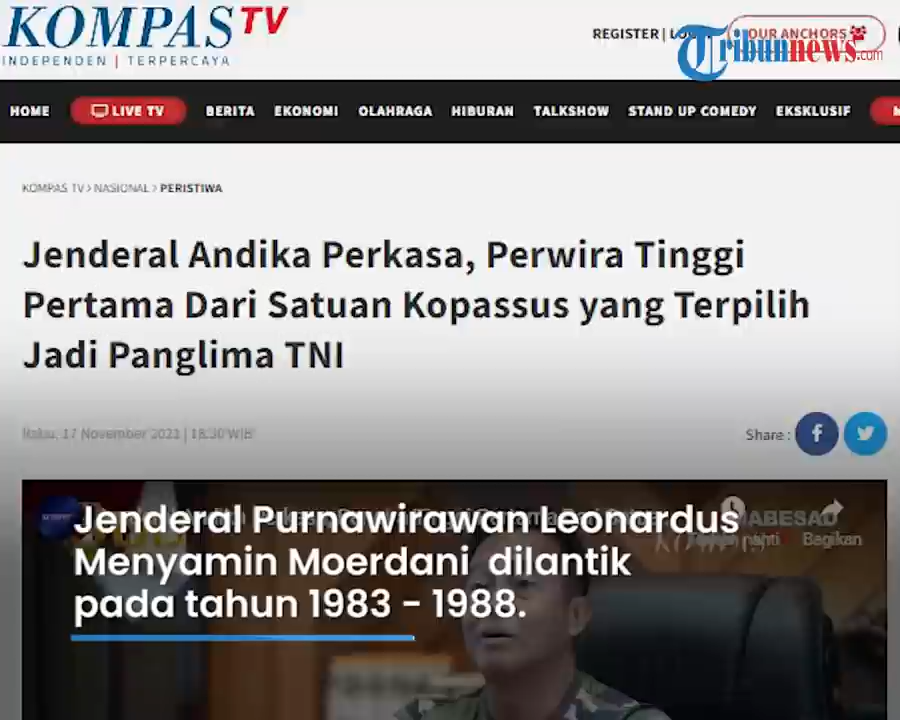 KOMPAS TV
INDEPENDEN | TERPERCAYA
REGISTER | LO
OUR ANCHORS
Tribunnews.com
HOME
LIVE TV
BERITA
EKONOMI
OLAHRAGA
HIBURAN
TALKSHOW
STAND UP COMEDY
EKSKLUSIF
KOMPAS TV > NASIONAL > PERISTIWA
Jenderal Andika Perkasa, Perwira Tinggi
Pertama Dari Satuan Kopassus yang Terpilih
Jadi Panglima TNI
Rabu, 17 November 2021 | 18:30 WIB
Share :
Jenderal Purnawirawan Leonardus
Menyamin Moerdani dilantik
pada tahun 1983 - 1988.
MABESAD
Bagikan